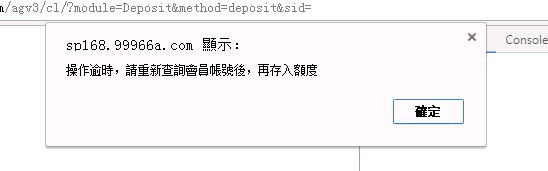 m/agv3/cl/?module=Deposit&method=deposit&sid=
Console
sp168.99966a.com 顯示：
操作逾時，請重新查詢會員帳號後，再存入額度
確定